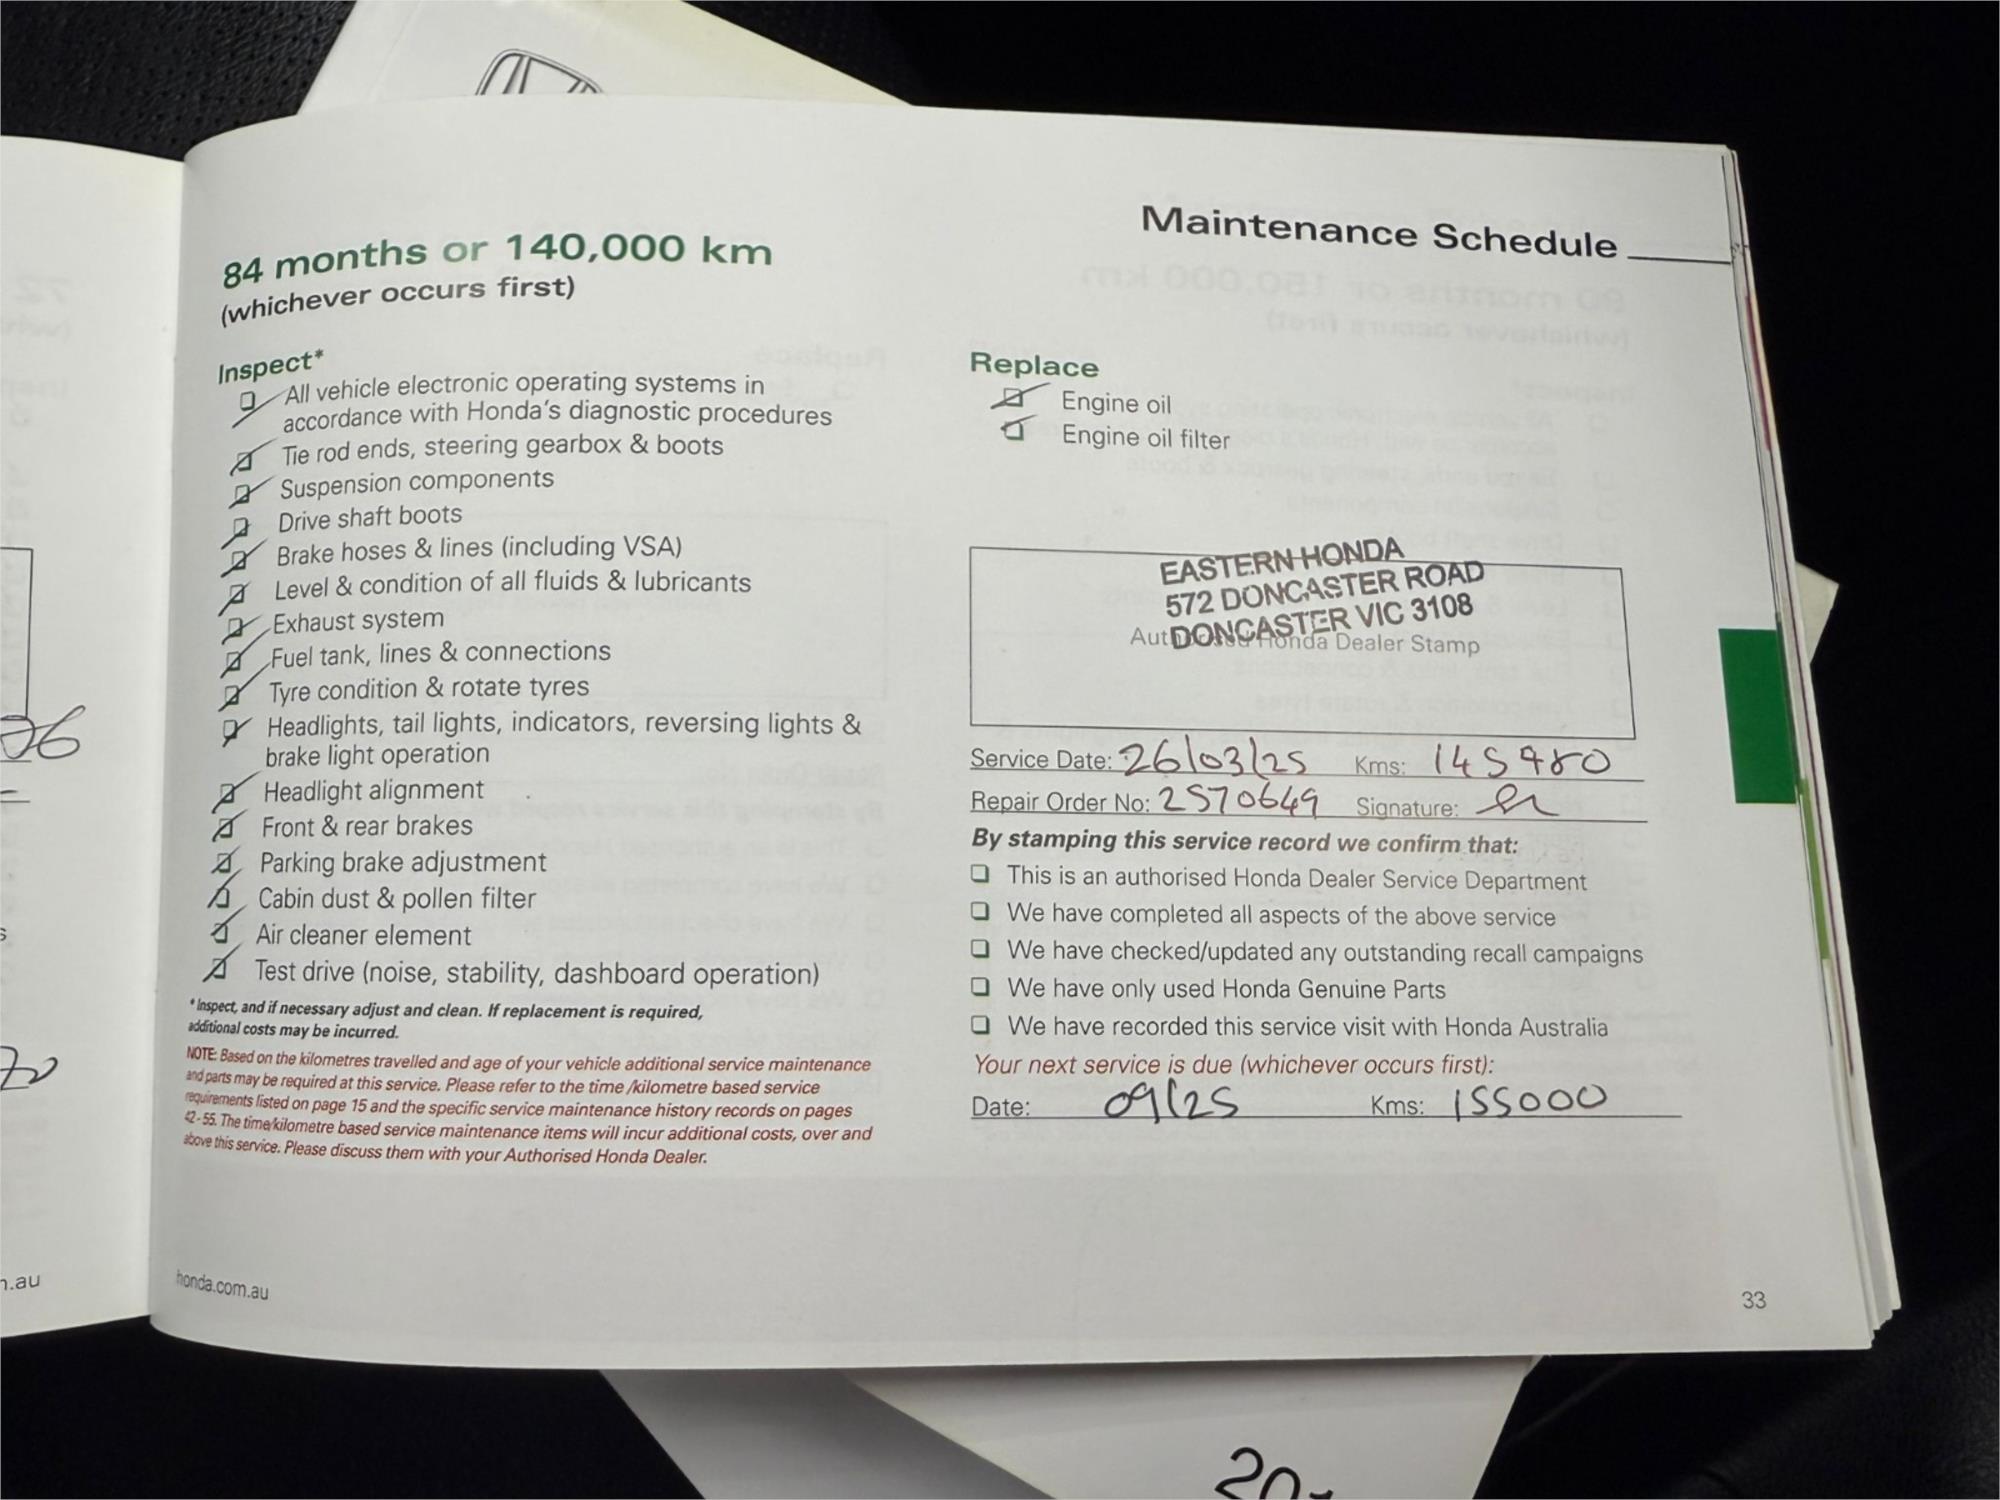 Maintenance Schedule
84 months or 140,000 km
(whichever occurs first)
Inspect*
All vehicle electronic operating systems in
accordance with Honda's diagnostic procedures
Tie rod ends, steering gearbox & boots
Suspension components
Drive shaft boots
Brake hoses & lines (including VSA)
Level & condition of all fluids & lubricants
Exhaust system
Fuel tank, lines & connections
Tyre condition & rotate tyres
Headlights, tail lights, indicators, reversing lights &
brake light operation
Headlight alignment
Front & rear brakes
Parking brake adjustment
Cabin dust & pollen filter
Air cleaner element
Test drive (noise, stability, dashboard operation)
*Inspect, and if necessary adjust and clean. If replacement is required,
additional costs may be incurred.
NOTE: Based on the kilometres travelled and age of your vehicle additional service maintenance
and parts may be required at this service. Please refer to the time /kilometre based service
requirements listed on page 15 and the specific service maintenance history records on pages
42-55. The time/kilometre based service maintenance items will incur additional costs, over and
above this service. Please discuss them with your Authorised Honda Dealer.
honda.com.au
Replace
Engine oil
Engine oil filter
EASTERN HONDA
572 DONCASTER ROAD
DONCASTER VIC 3108
Authorised Honda Dealer Stamp
Service Date: 26/03/25 Kms: 145980
Repair Order No: 2570649 Signature:
By stamping this service record we confirm that:
This is an authorised Honda Dealer Service Department
We have completed all aspects of the above service
We have checked/updated any outstanding recall campaigns
We have only used Honda Genuine Parts
We have recorded this service visit with Honda Australia
Your next service is due (whichever occurs first):
Date: 09/25 Kms: 155000
33